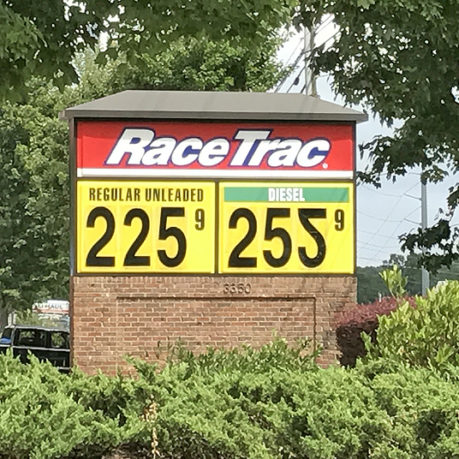 RaceTrac
REGULAR UNLEADED
225 9
DIESEL
255 9
3350